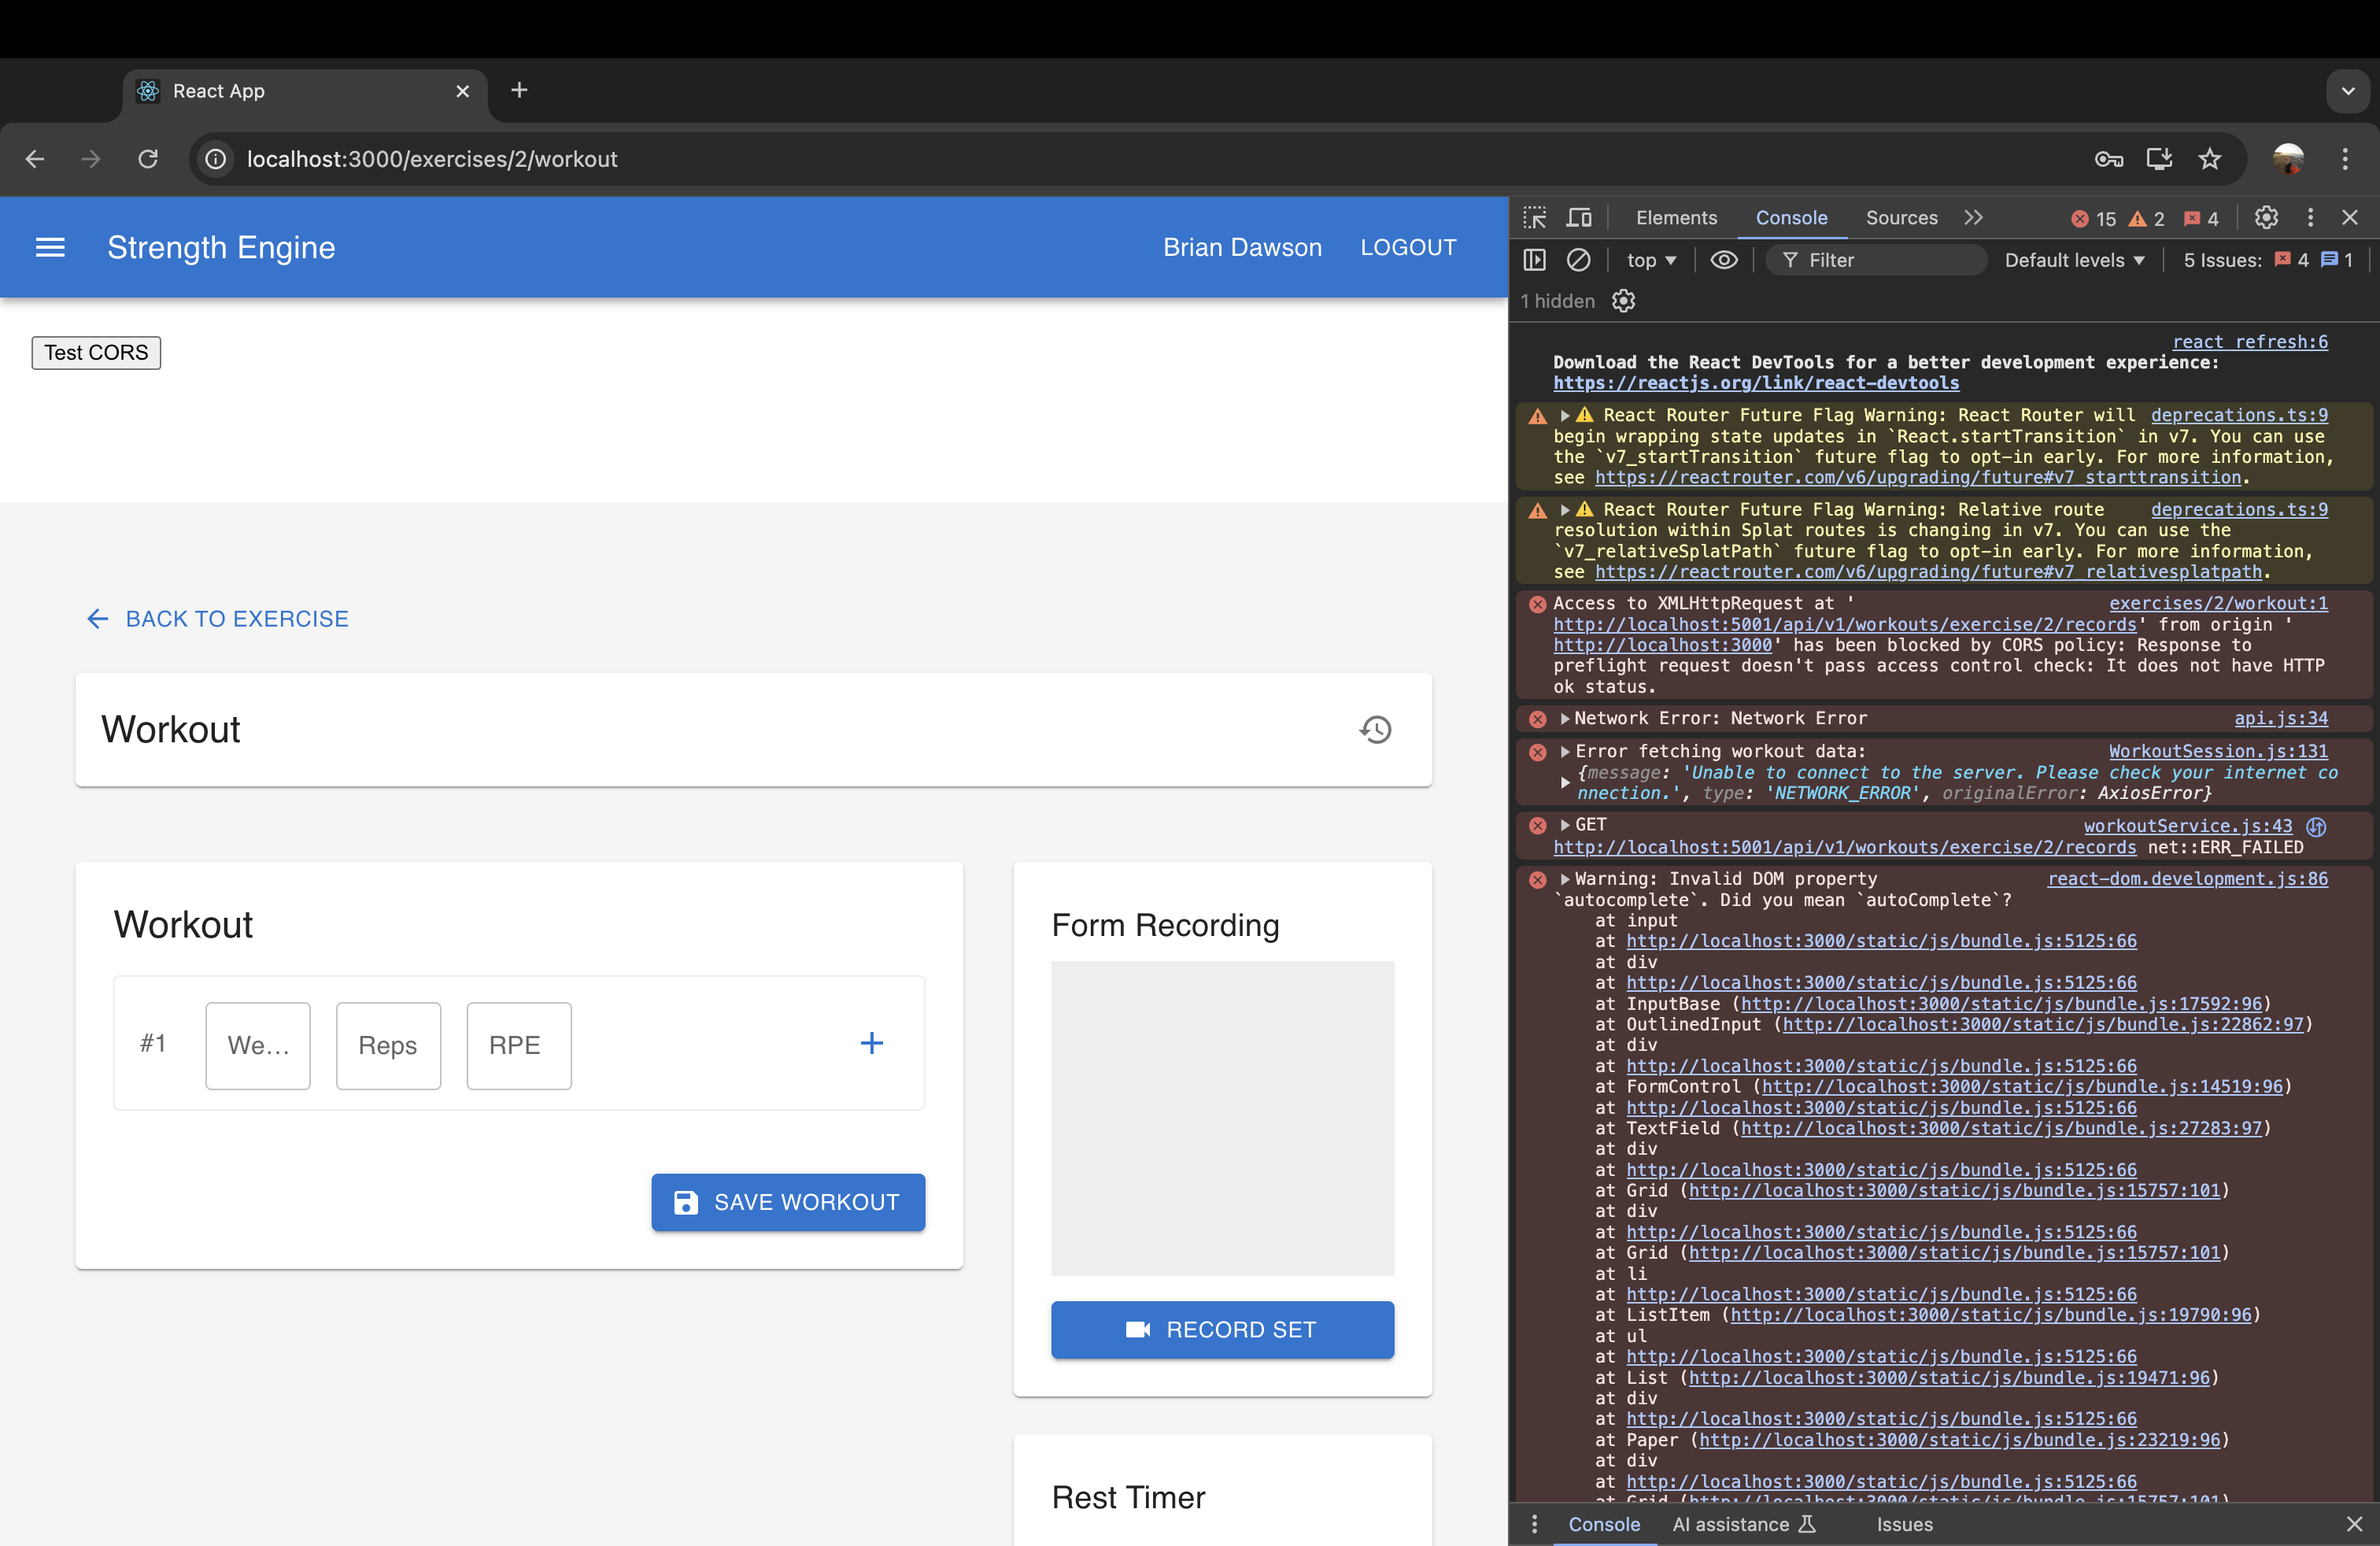 React App
localhost:3000/exercises/2/workout
Strength Engine
Brian Dawson
LOGOUT
Test CORS
BACK TO EXERCISE
Workout
Workout
#1
We…
Reps
RPE
SAVE WORKOUT
Form Recording
RECORD SET
Rest Timer
Elements
Console
Sources
15
2
4
top
Filter
Default levels
5 Issues:
4
1
1 hidden
react refresh:6
Download the React DevTools for a better development experience:
https://reactjs.org/link/react-devtools
React Router Future Flag Warning: React Router will deprecations.ts:9
begin wrapping state updates in `React.startTransition` in v7. You can use
the `v7_startTransition` future flag to opt-in early. For more information,
see https://reactrouter.com/v6/upgrading/future#v7_starttransition.
React Router Future Flag Warning: Relative route deprecations.ts:9
resolution within Splat routes is changing in v7. You can use the
`v7_relativeSplatPath` future flag to opt-in early. For more information,
see https://reactrouter.com/v6/upgrading/future#v7_relativesplatpath.
Access to XMLHttpRequest at ' exercises/2/workout:1
http://localhost:5001/api/v1/workouts/exercise/2/records' from origin '
http://localhost:3000' has been blocked by CORS policy: Response to
preflight request doesn't pass access control check: It does not have HTTP
ok status.
Network Error: Network Error api.js:34
Error fetching workout data: WorkoutSession.js:131
{message: 'Unable to connect to the server. Please check your internet co
nnection.', type: 'NETWORK_ERROR', originalError: AxiosError}
GET workoutService.js:43
http://localhost:5001/api/v1/workouts/exercise/2/records net::ERR_FAILED
Warning: Invalid DOM property react-dom.development.js:86
`autocomplete`. Did you mean `autoComplete`?
at input
at http://localhost:3000/static/js/bundle.js:5125:66
at div
at http://localhost:3000/static/js/bundle.js:5125:66
at InputBase (http://localhost:3000/static/js/bundle.js:17592:96)
at OutlinedInput (http://localhost:3000/static/js/bundle.js:22862:97)
at div
at http://localhost:3000/static/js/bundle.js:5125:66
at FormControl (http://localhost:3000/static/js/bundle.js:14519:96)
at http://localhost:3000/static/js/bundle.js:5125:66
at TextField (http://localhost:3000/static/js/bundle.js:27283:97)
at div
at http://localhost:3000/static/js/bundle.js:5125:66
at Grid (http://localhost:3000/static/js/bundle.js:15757:101)
at div
at http://localhost:3000/static/js/bundle.js:5125:66
at Grid (http://localhost:3000/static/js/bundle.js:15757:101)
at li
at http://localhost:3000/static/js/bundle.js:5125:66
at ListItem (http://localhost:3000/static/js/bundle.js:19790:96)
at ul
at http://localhost:3000/static/js/bundle.js:5125:66
at List (http://localhost:3000/static/js/bundle.js:19471:96)
at div
at http://localhost:3000/static/js/bundle.js:5125:66
at Paper (http://localhost:3000/static/js/bundle.js:23219:96)
at div
at http://localhost:3000/static/js/bundle.js:5125:66
at Grid (http://localhost:3000/static/js/bundle.js:15757:101)
Console
AI assistance
Issues